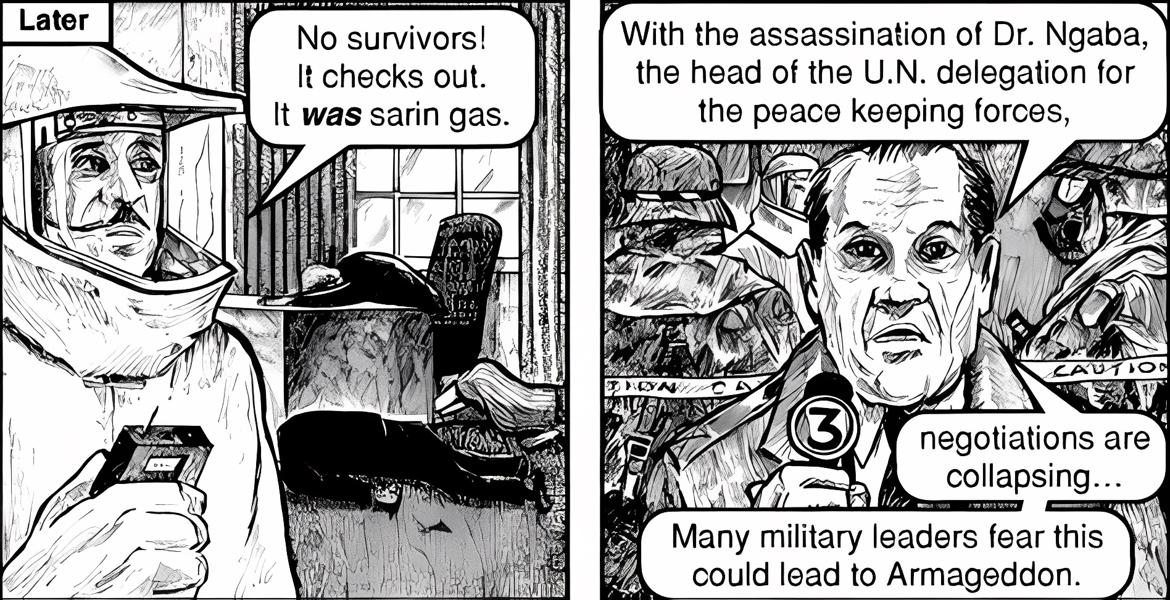 Later
No survivors!
It checks out.
It was sarin gas.
With the assassination of Dr. Ngaba,
the head of the U.N. delegation for
the peace keeping forces,
CAUTION
3
negotiations are
collapsing...
Many military leaders fear this
could lead to Armageddon.